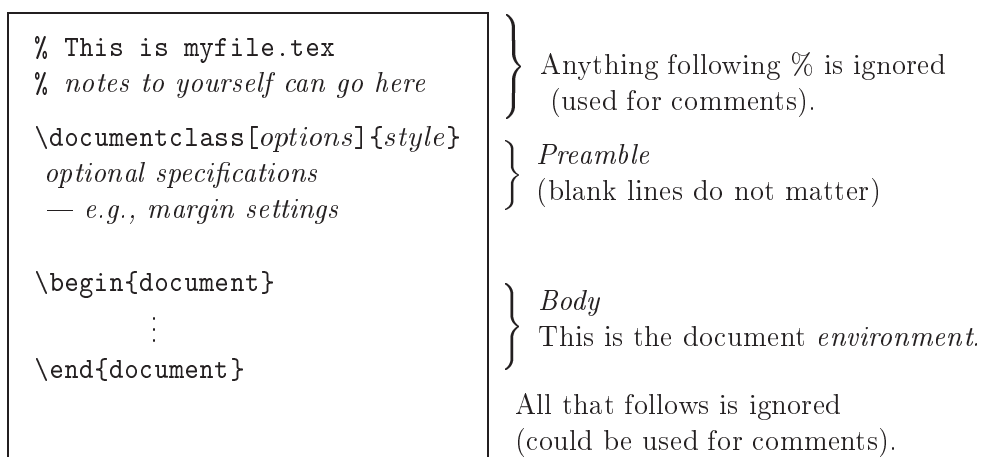 % This is myfile.tex
% notes to yourself can go here
Anything following % is ignored
(used for comments).
\documentclass[options]{style}
optional specifications
— e.g., margin settings
Preamble
(blank lines do not matter)
\begin{document}
⋮
\end{document}
Body
This is the document environment.
All that follows is ignored
(could be used for comments).